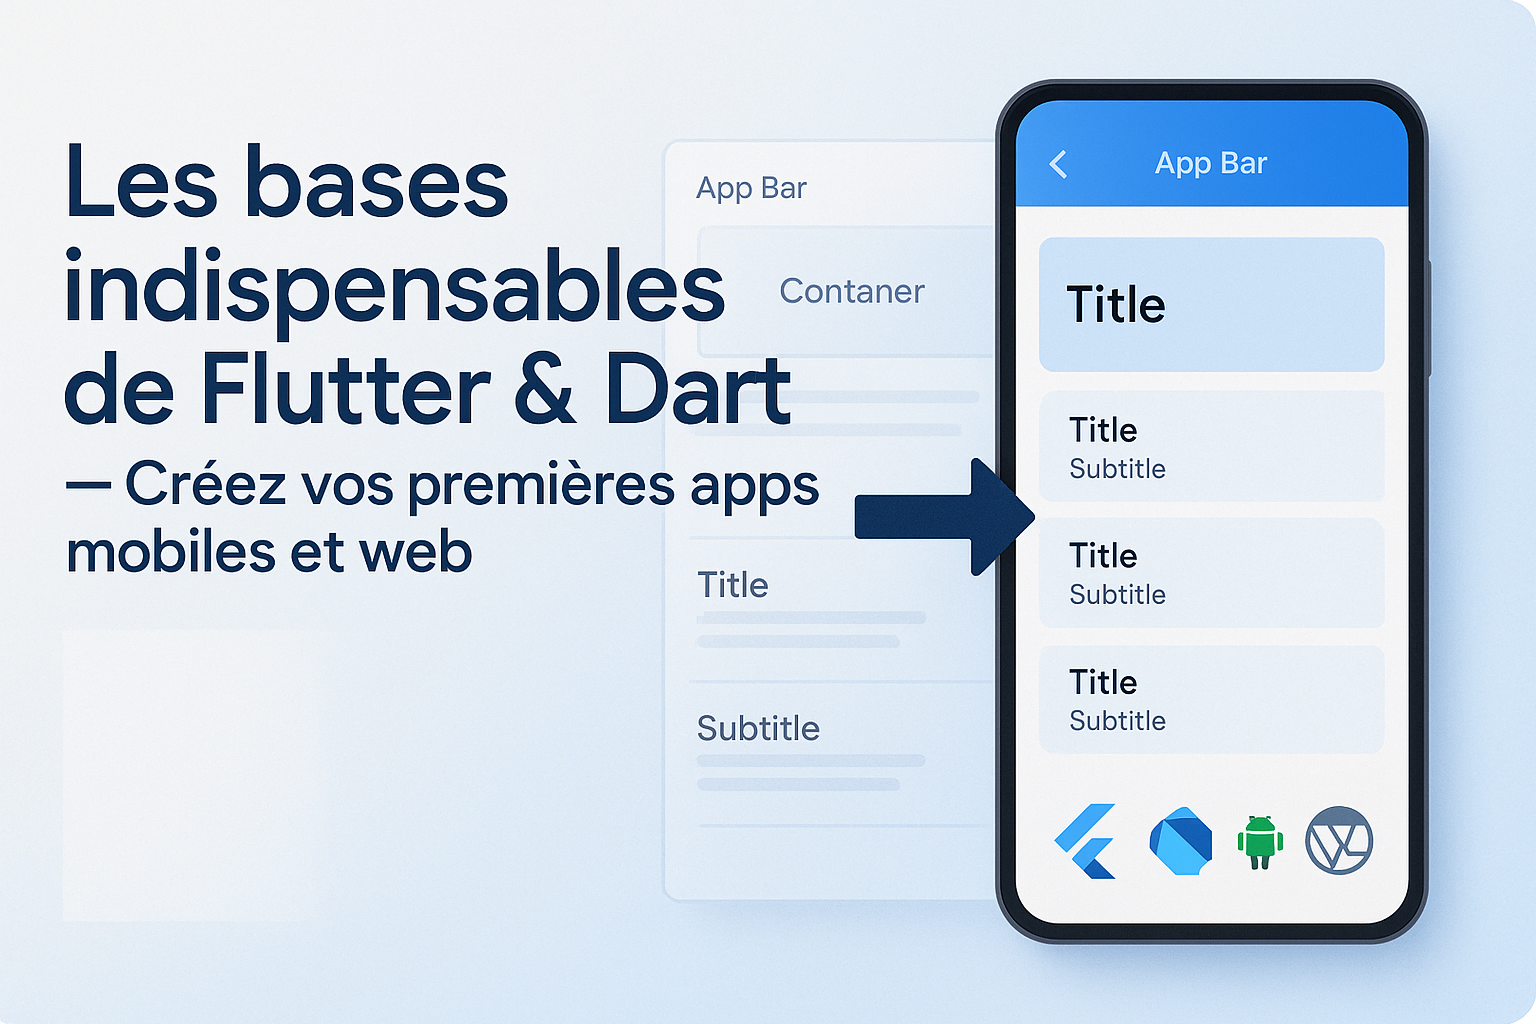 Les bases
indispensables
de Flutter & Dart
— Créez vos premières apps
mobiles et web
App Bar
Contaner
Title
Subtitle
App Bar
Title
Title
Subtitle
Title
Subtitle
Title
Subtitle